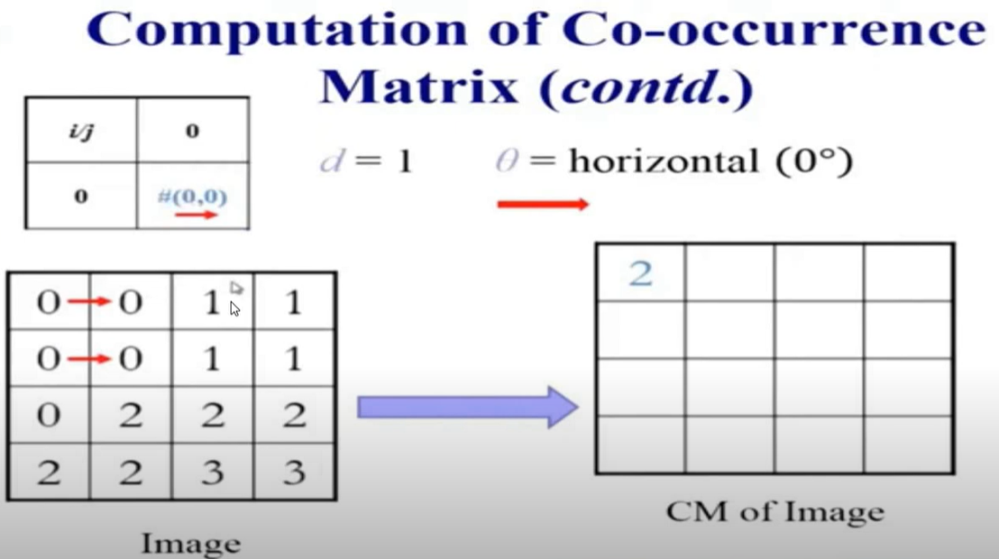 Computation of Co-occurrence
Matrix (contd.)
i/j 0
0 #(0,0)
d = 1 θ = horizontal (0°)
0 0 1 1
0 0 1 1
0 2 2 2
2 2 3 3
Image
2
CM of Image